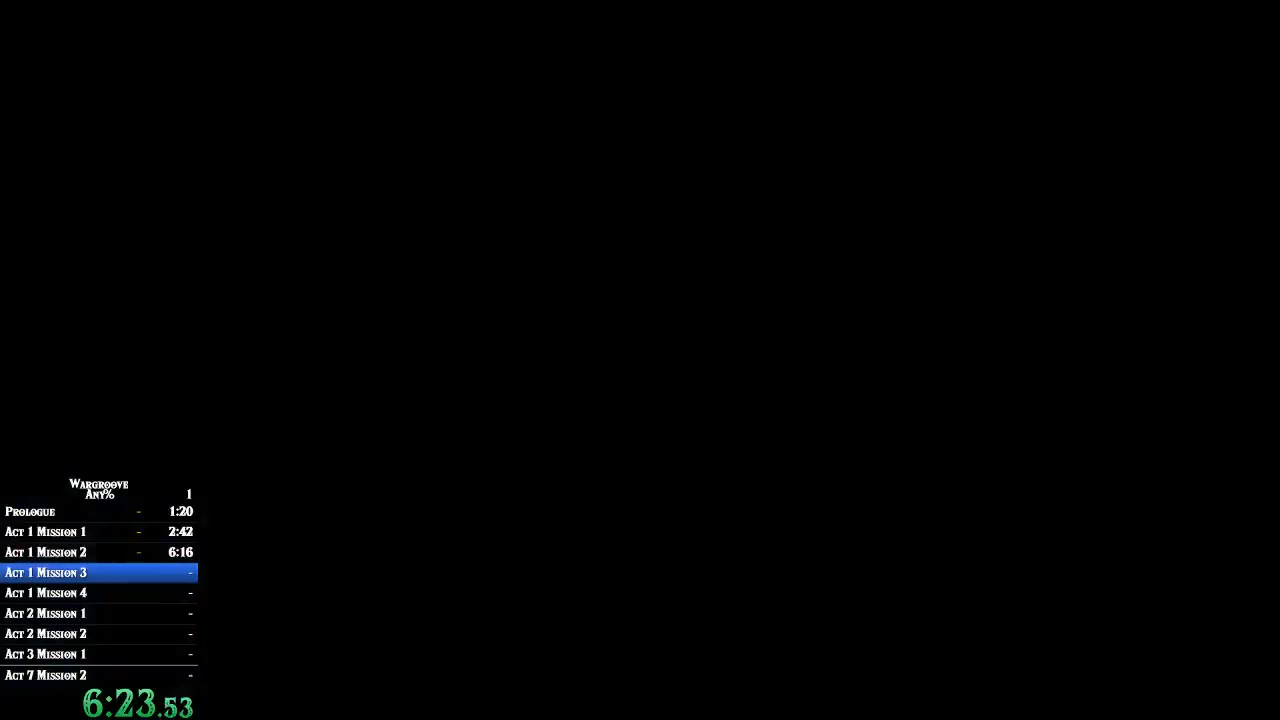 Wargroove
Any% 1
Prologue - 1:20
Act 1 Mission 1 - 2:42
Act 1 Mission 2 - 6:16
Act 1 Mission 3 -
Act 1 Mission 4 -
Act 2 Mission 1 -
Act 2 Mission 2 -
Act 3 Mission 1 -
Act 7 Mission 2 -
6:23.53